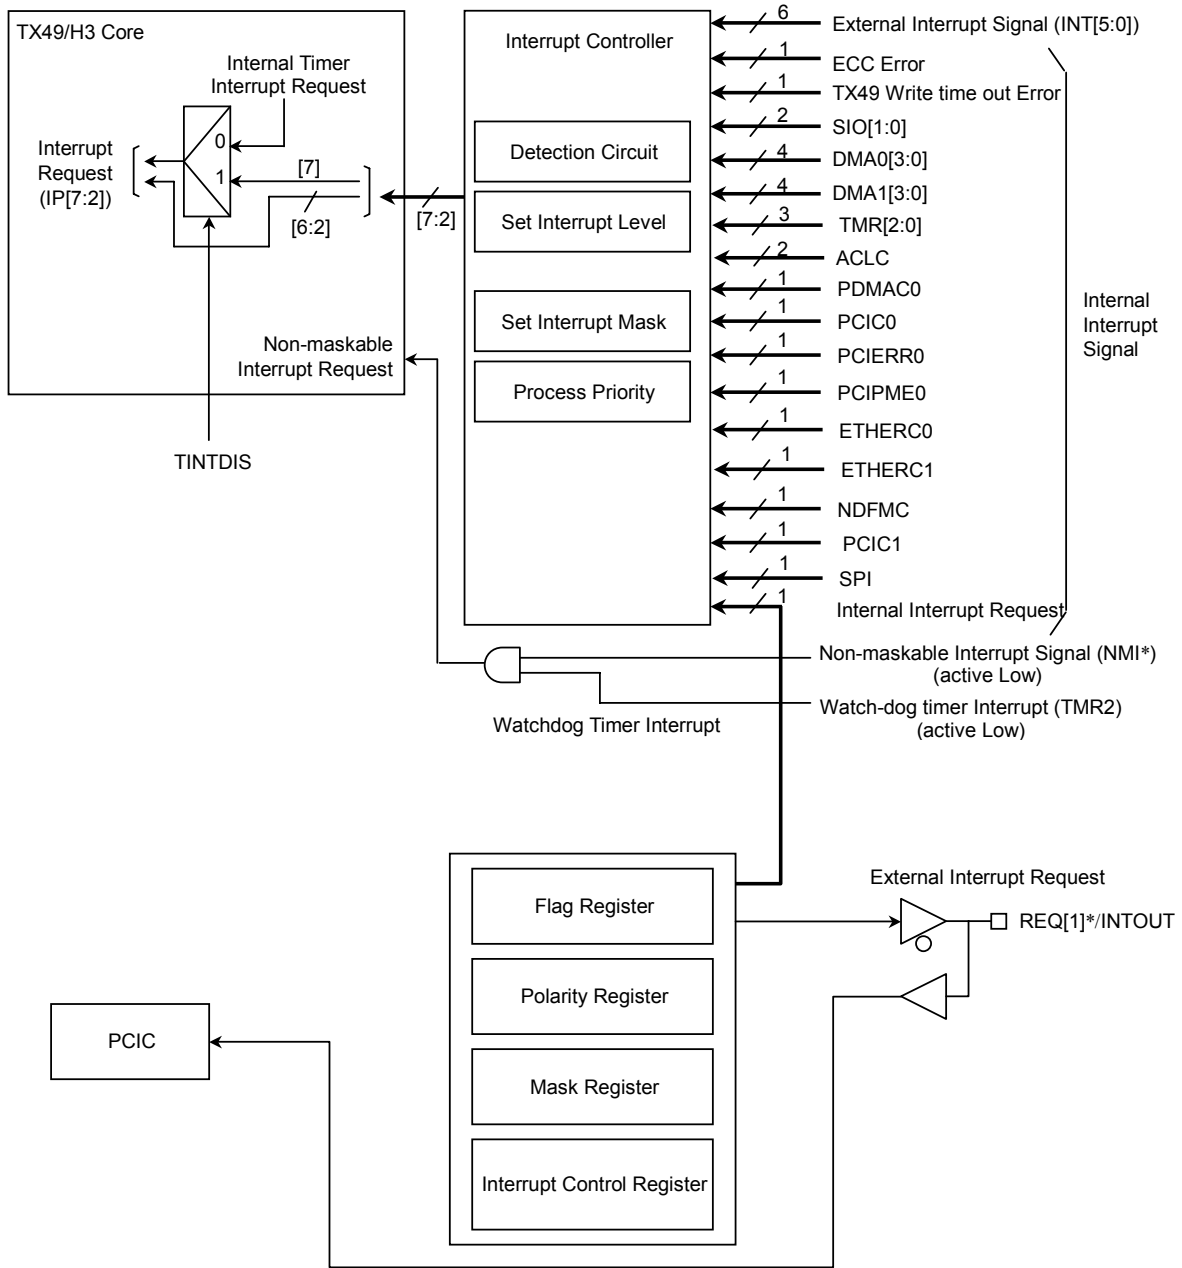 TX49/H3 Core
Internal Timer
Interrupt Request
0
1
Interrupt
Request
(IP[7:2])
[7]
[6:2]
[7:2]
Non-maskable
Interrupt Request
TINTDIS
Interrupt Controller
Detection Circuit
Set Interrupt Level
Set Interrupt Mask
Process Priority
6
External Interrupt Signal (INT[5:0])
1
ECC Error
1
TX49 Write time out Error
2
SIO[1:0]
4
DMA0[3:0]
4
DMA1[3:0]
3
TMR[2:0]
2
ACLC
1
PDMAC0
1
PCIC0
1
PCIERR0
1
PCIPME0
1
ETHERC0
1
ETHERC1
1
NDFMC
1
PCIC1
1
SPI
1
Internal Interrupt Request
Internal
Interrupt
Signal
Non-maskable Interrupt Signal (NMI*)
(active Low)
Watch-dog timer Interrupt (TMR2)
(active Low)
Watchdog Timer Interrupt
Flag Register
Polarity Register
Mask Register
Interrupt Control Register
External Interrupt Request
REQ[1]*/INTOUT
PCIC